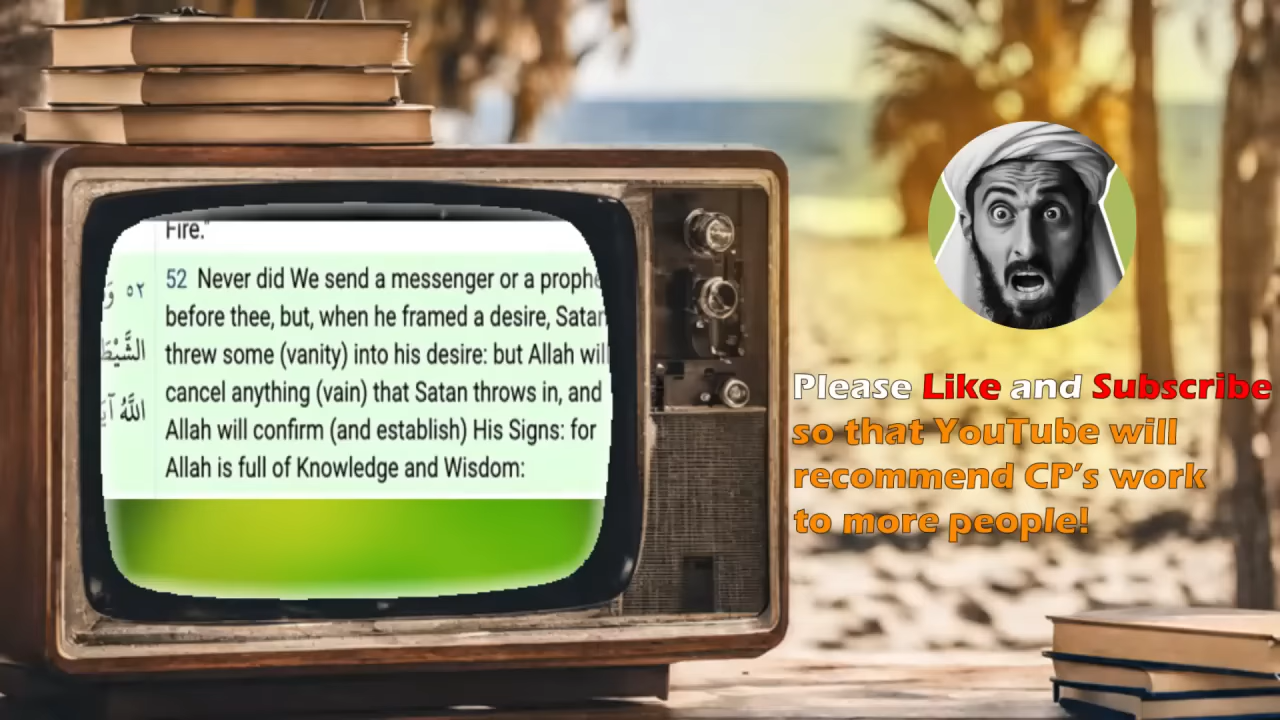 Fire."
52 Never did We send a messenger or a prophe
before thee, but, when he framed a desire, Satan
threw some (vanity) into his desire: but Allah will
cancel anything (vain) that Satan throws in, and
Allah will confirm (and establish) His Signs: for
Allah is full of Knowledge and Wisdom:
٥٢
اللَّهُ
Please Like and Subscribe
so that YouTube will
recommend CP's work
to more people!